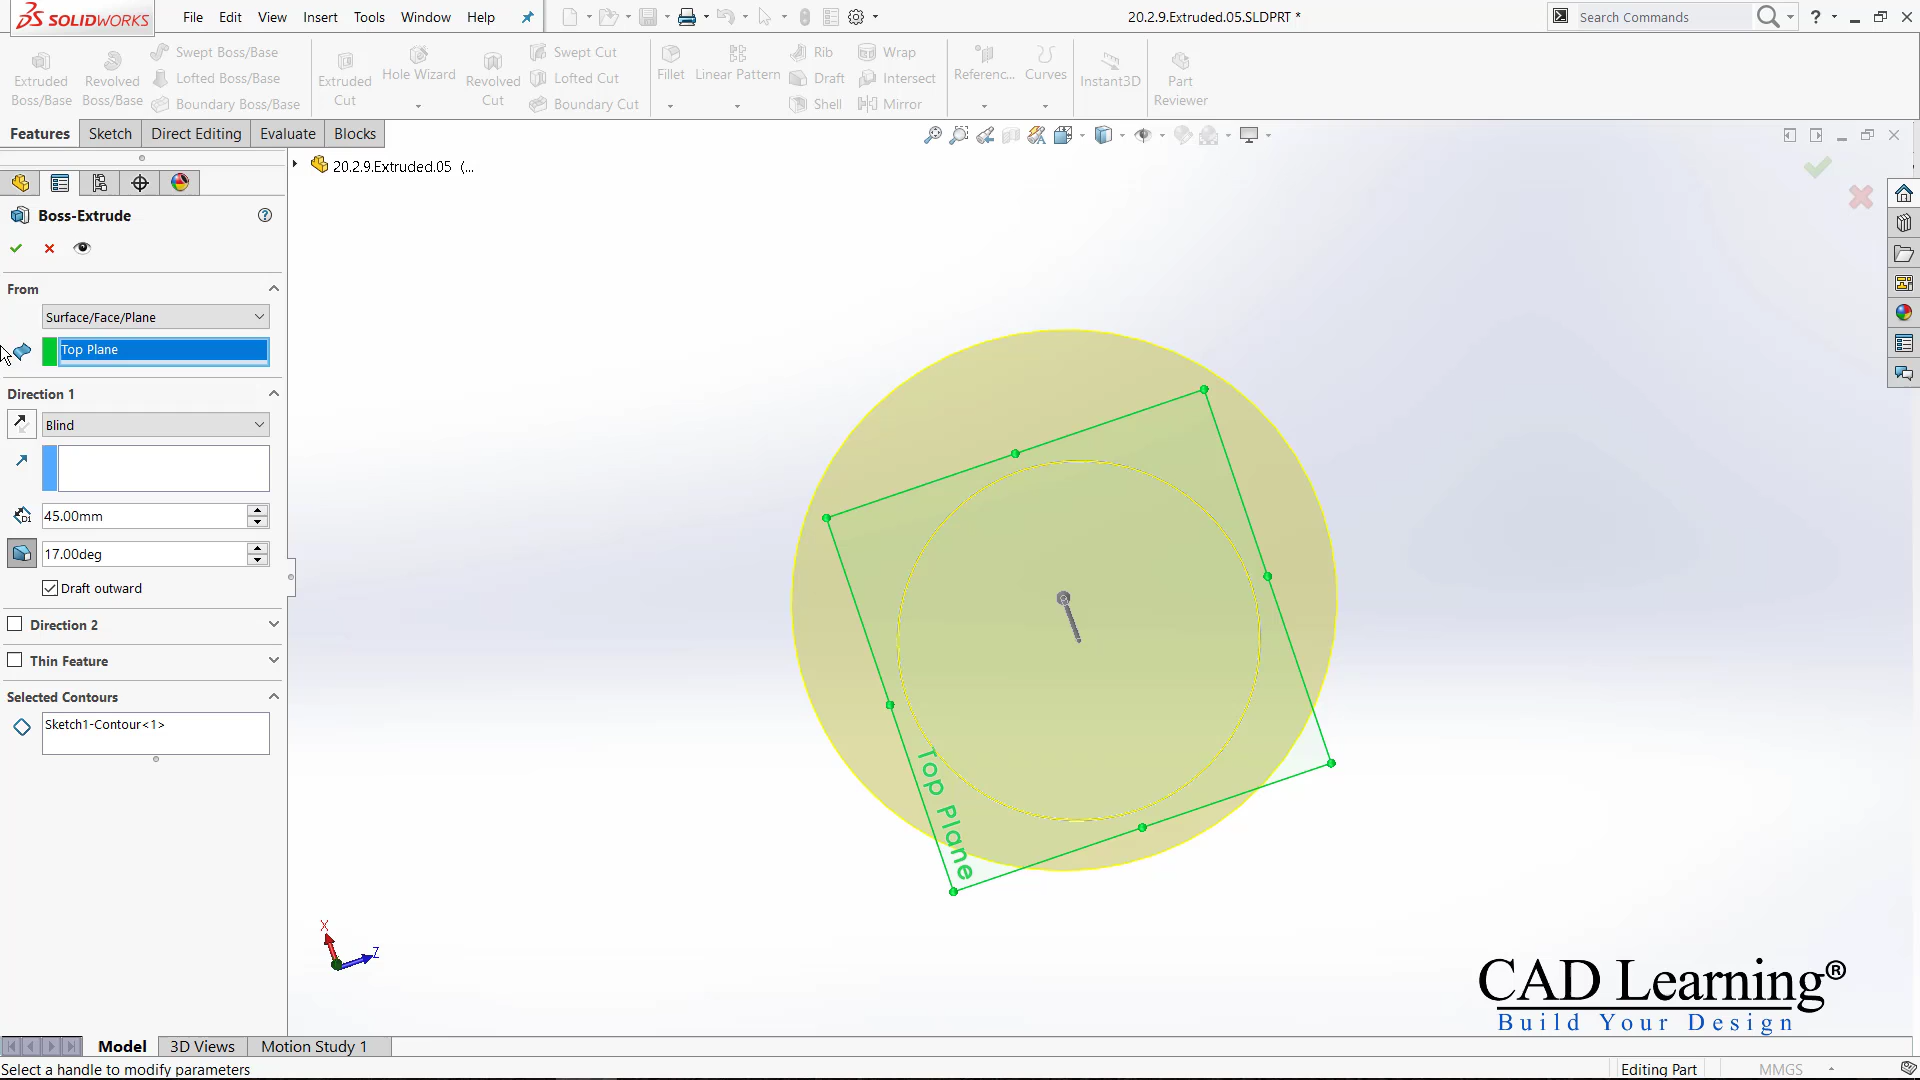 SOLIDWORKS File Edit View Insert Tools Window Help 20.2.9.Extruded.05.SLDPRT * Search Commands ?
Extruded Boss/Base
Revolved Boss/Base
Swept Boss/Base
Lofted Boss/Base
Boundary Boss/Base
Extruded Cut
Hole Wizard
Revolved Cut
Swept Cut
Lofted Cut
Boundary Cut
Fillet
Linear Pattern
Rib
Draft
Shell
Wrap
Intersect
Mirror
Referenc...
Curves
Instant3D
Part Reviewer
Features Sketch Direct Editing Evaluate Blocks
20.2.9.Extruded.05 (...
Boss-Extrude
From
Surface/Face/Plane
Top Plane
Direction 1
Blind
45.00mm
17.00deg
Draft outward
Direction 2
Thin Feature
Selected Contours
Sketch1-Contour<1>
Top Plane
X
Z
CAD Learning®
Build Your Design
Model 3D Views Motion Study 1
Select a handle to modify parameters Editing Part MMGS